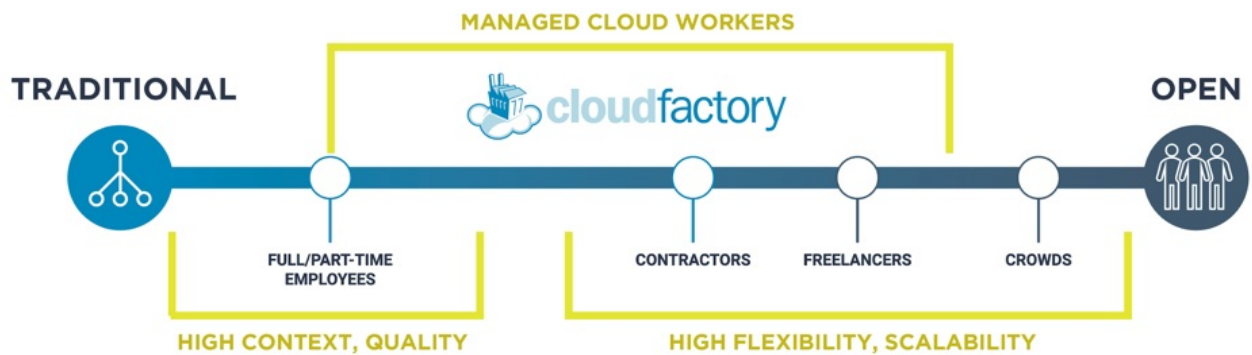 MANAGED CLOUD WORKERS
TRADITIONAL
cloudfactory
OPEN
FULL/PART-TIME
EMPLOYEES
CONTRACTORS
FREELANCERS
CROWDS
HIGH CONTEXT, QUALITY
HIGH FLEXIBILITY, SCALABILITY